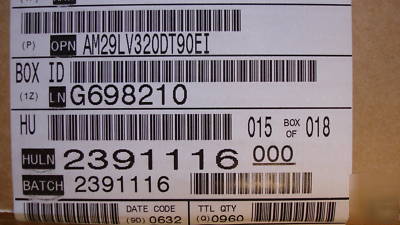 (P) OPN AM29LV320DT90EI
BOX ID
(1Z) LN G698210
HU 015 BOX OF 018
HULN 2391116 000
BATCH 2391116
DATE CODE TTL QTY
(9D) 0632 (Q) 0960